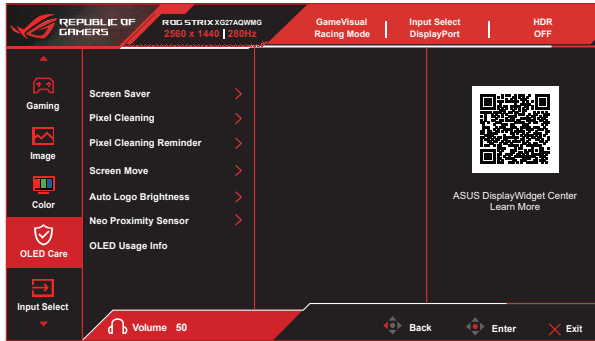 REPUBLIC OF
GAMERS
ROG STRIX XG27AQWMG
2560 x 1440 280Hz
GameVisual
Racing Mode
Input Select
DisplayPort
HDR
OFF
Gaming
Image
Color
OLED Care
Input Select
Screen Saver
Pixel Cleaning
Pixel Cleaning Reminder
Screen Move
Auto Logo Brightness
Neo Proximity Sensor
OLED Usage Info
ASUS DisplayWidget Center
Learn More
Volume 50
Back
Enter
Exit